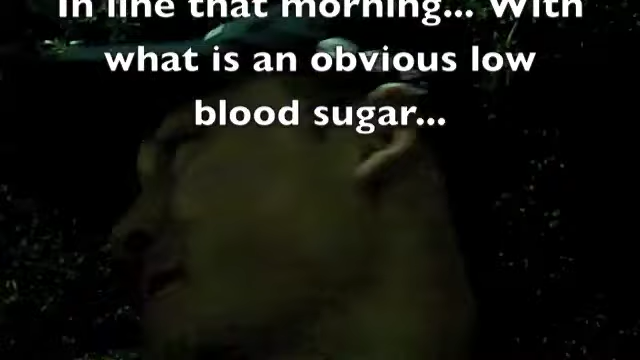 In line that morning... With
what is an obvious low
blood sugar...